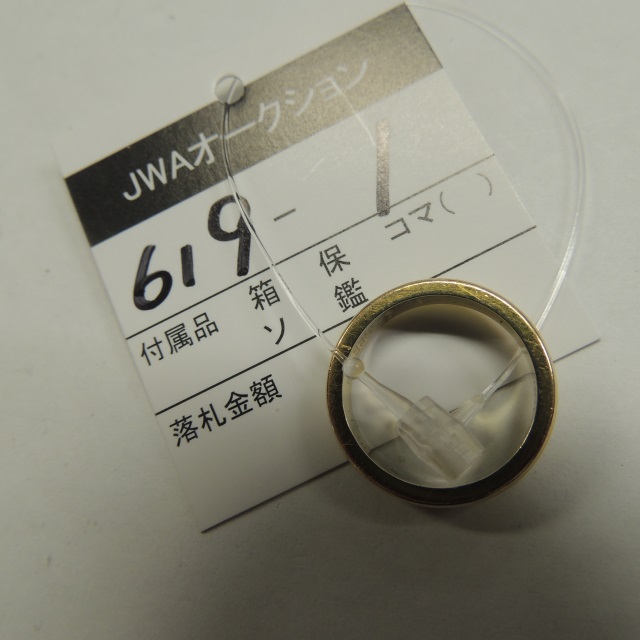 JWAオークション
619-1
付属品 箱 保 コマ( )
ソ 鑑
落札金額